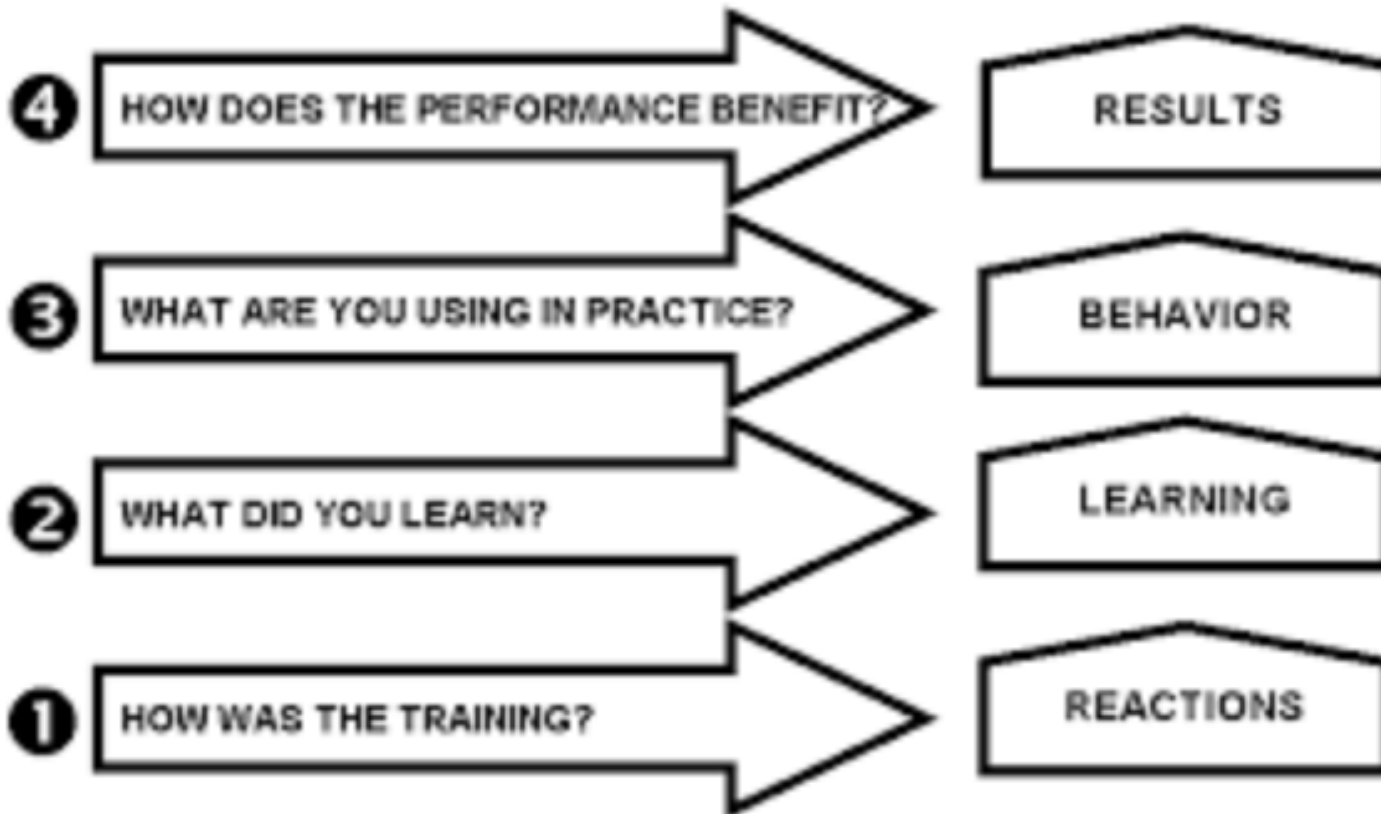 4 HOW DOES THE PERFORMANCE BENEFIT? RESULTS
3 WHAT ARE YOU USING IN PRACTICE? BEHAVIOR
2 WHAT DID YOU LEARN? LEARNING
1 HOW WAS THE TRAINING? REACTIONS